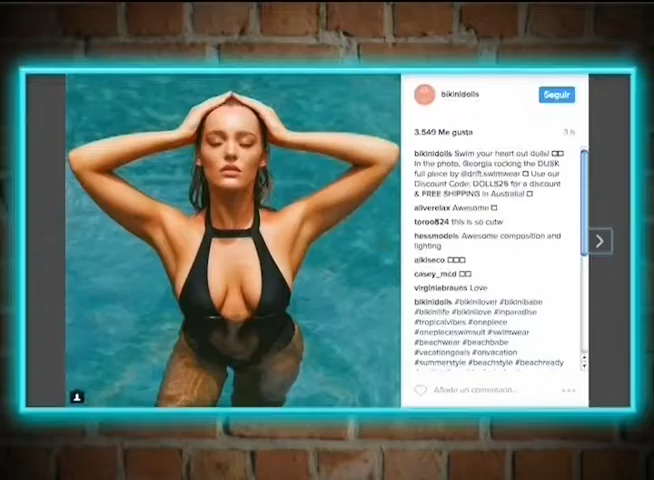 bikinidolls
Seguir
3.549 Me gusta
3 h
bikinidolls Swim your heart out dolls!
In the photo, Georgia rocking the DUSK
full piece by @drift.swimwear
Use our
Discount Code: DOLLS25 for a discount
& FREE SHIPPING in Australia!
aliverelax Awesome
toroo824 this is so cutw
hessmodels Awesome composition and
lighting
alkiseco
casey_mcd
virginiabrauns Love
bikinidolls #bikinilover #bikinibabe
#bikinilife #bikinilove #inparadise
#tropicalvibes #onepiece
#onepieceswimsuit #swimwear
#beachwear #beachbabe
#vacationgoals #onvacation
#summerstyle #beachstyle #beachready
Añade un comentario...